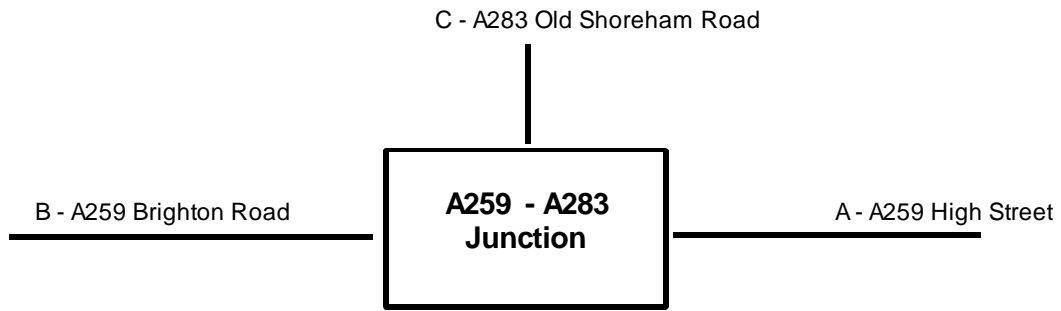 C - A283 Old Shoreham Road
B - A259 Brighton Road
A259 - A283
Junction
A - A259 High Street